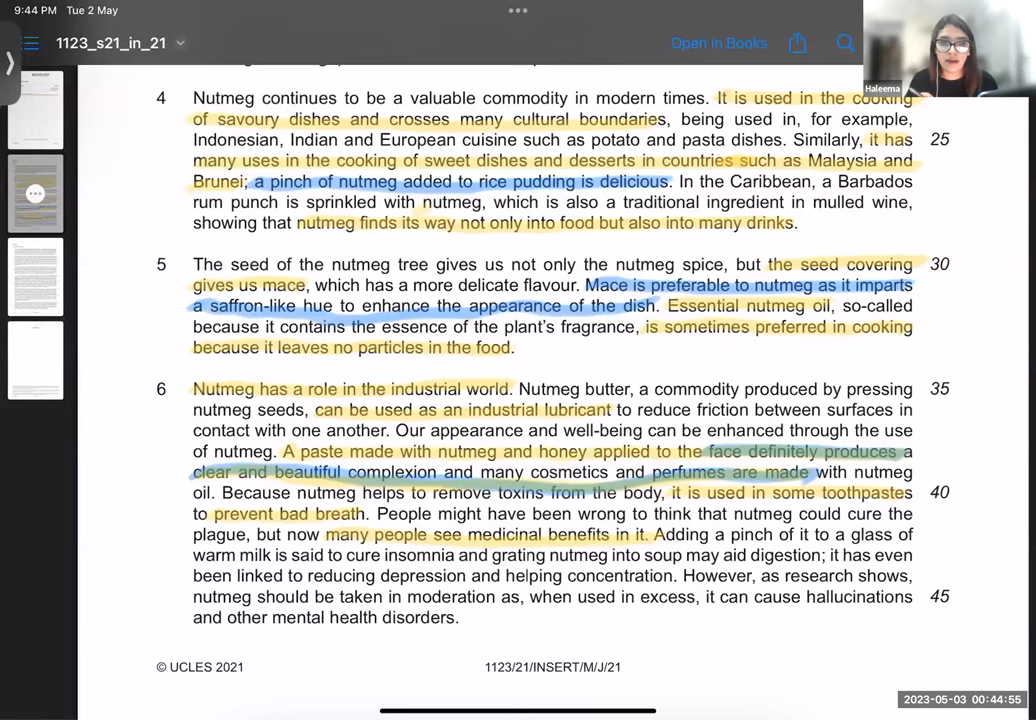 9:44 PM Tue 2 May
1123_s21_in_21
Open in Books
Haleema
4 Nutmeg continues to be a valuable commodity in modern times. It is used in the cooking
of savoury dishes and crosses many cultural boundaries, being used in, for example,
Indonesian, Indian and European cuisine such as potato and pasta dishes. Similarly, it has 25
many uses in the cooking of sweet dishes and desserts in countries such as Malaysia and
Brunei; a pinch of nutmeg added to rice pudding is delicious. In the Caribbean, a Barbados
rum punch is sprinkled with nutmeg, which is also a traditional ingredient in mulled wine,
showing that nutmeg finds its way not only into food but also into many drinks.
5 The seed of the nutmeg tree gives us not only the nutmeg spice, but the seed covering 30
gives us mace, which has a more delicate flavour. Mace is preferable to nutmeg as it imparts
a saffron-like hue to enhance the appearance of the dish. Essential nutmeg oil, so-called
because it contains the essence of the plant's fragrance, is sometimes preferred in cooking
because it leaves no particles in the food.
6 Nutmeg has a role in the industrial world. Nutmeg butter, a commodity produced by pressing 35
nutmeg seeds, can be used as an industrial lubricant to reduce friction between surfaces in
contact with one another. Our appearance and well-being can be enhanced through the use
of nutmeg. A paste made with nutmeg and honey applied to the face definitely produces a
clear and beautiful complexion and many cosmetics and perfumes are made with nutmeg
oil. Because nutmeg helps to remove toxins from the body, it is used in some toothpastes 40
to prevent bad breath. People might have been wrong to think that nutmeg could cure the
plague, but now many people see medicinal benefits in it. Adding a pinch of it to a glass of
warm milk is said to cure insomnia and grating nutmeg into soup may aid digestion; it has even
been linked to reducing depression and helping concentration. However, as research shows,
nutmeg should be taken in moderation as, when used in excess, it can cause hallucinations 45
and other mental health disorders.
© UCLES 2021 1123/21/INSERT/M/J/21
2023-05-03 00:44:55